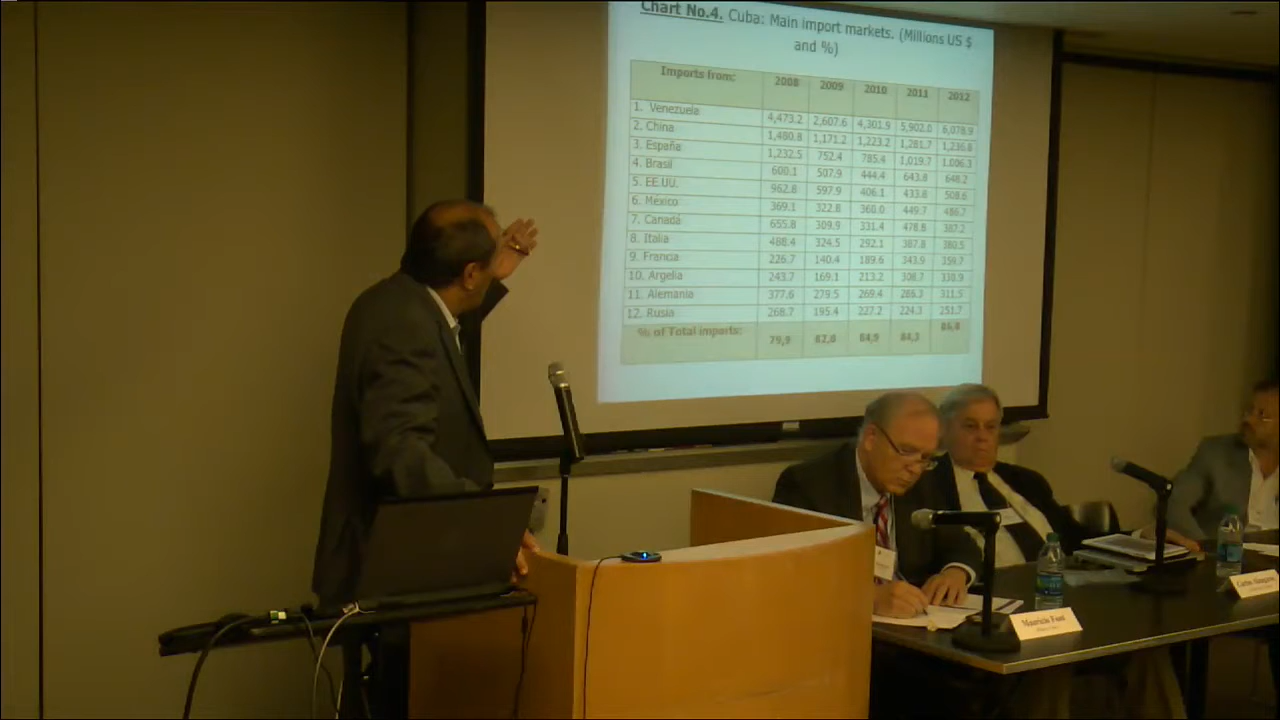 Chart No.4. Cuba: Main import markets. (Millions US $
and %)
Imports from: 2008 2009 2010 2011 2012
1. Venezuela 4,473.2 2,607.6 4,301.9 5,902.0 6,078.9
2. China 1,480.8 1,171.2 1,223.2 1,281.7 1,236.8
3. España 1,232.5 752.4 785.4 1,019.7 1,006.3
4. Brasil 600.1 507.9 444.4 643.8 648.2
5. EE.UU. 962.8 597.9 406.1 433.8 508.6
6. México 369.1 322.8 360.0 449.7 486.7
7. Canadá 655.8 309.9 331.4 478.8 387.2
8. Italia 488.4 324.5 292.1 387.8 380.5
9. Francia 226.7 140.4 189.6 343.9 359.7
10. Argelia 243.7 169.1 213.2 308.7 330.9
11. Alemania 377.6 279.5 269.4 285.3 311.5
12. Rusia 268.7 195.4 227.2 224.3 251.7
% of Total imports: 79,9 82,8 84,9 84,3
Mauricio Font
Carlos